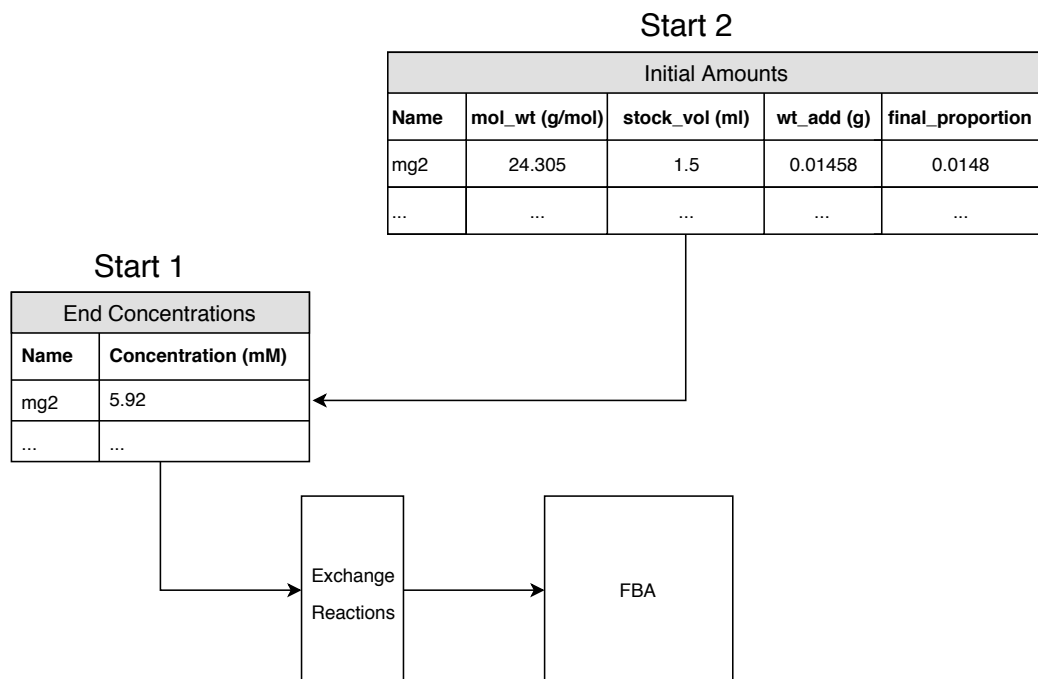 Start 2
Initial Amounts
Name mol_wt (g/mol) stock_vol (ml) wt_add (g) final_proportion
mg2 24.305 1.5 0.01458 0.0148
... ... ... ... ...
Start 1
End Concentrations
Name Concentration (mM)
mg2 5.92
... ...
Exchange
Reactions
FBA